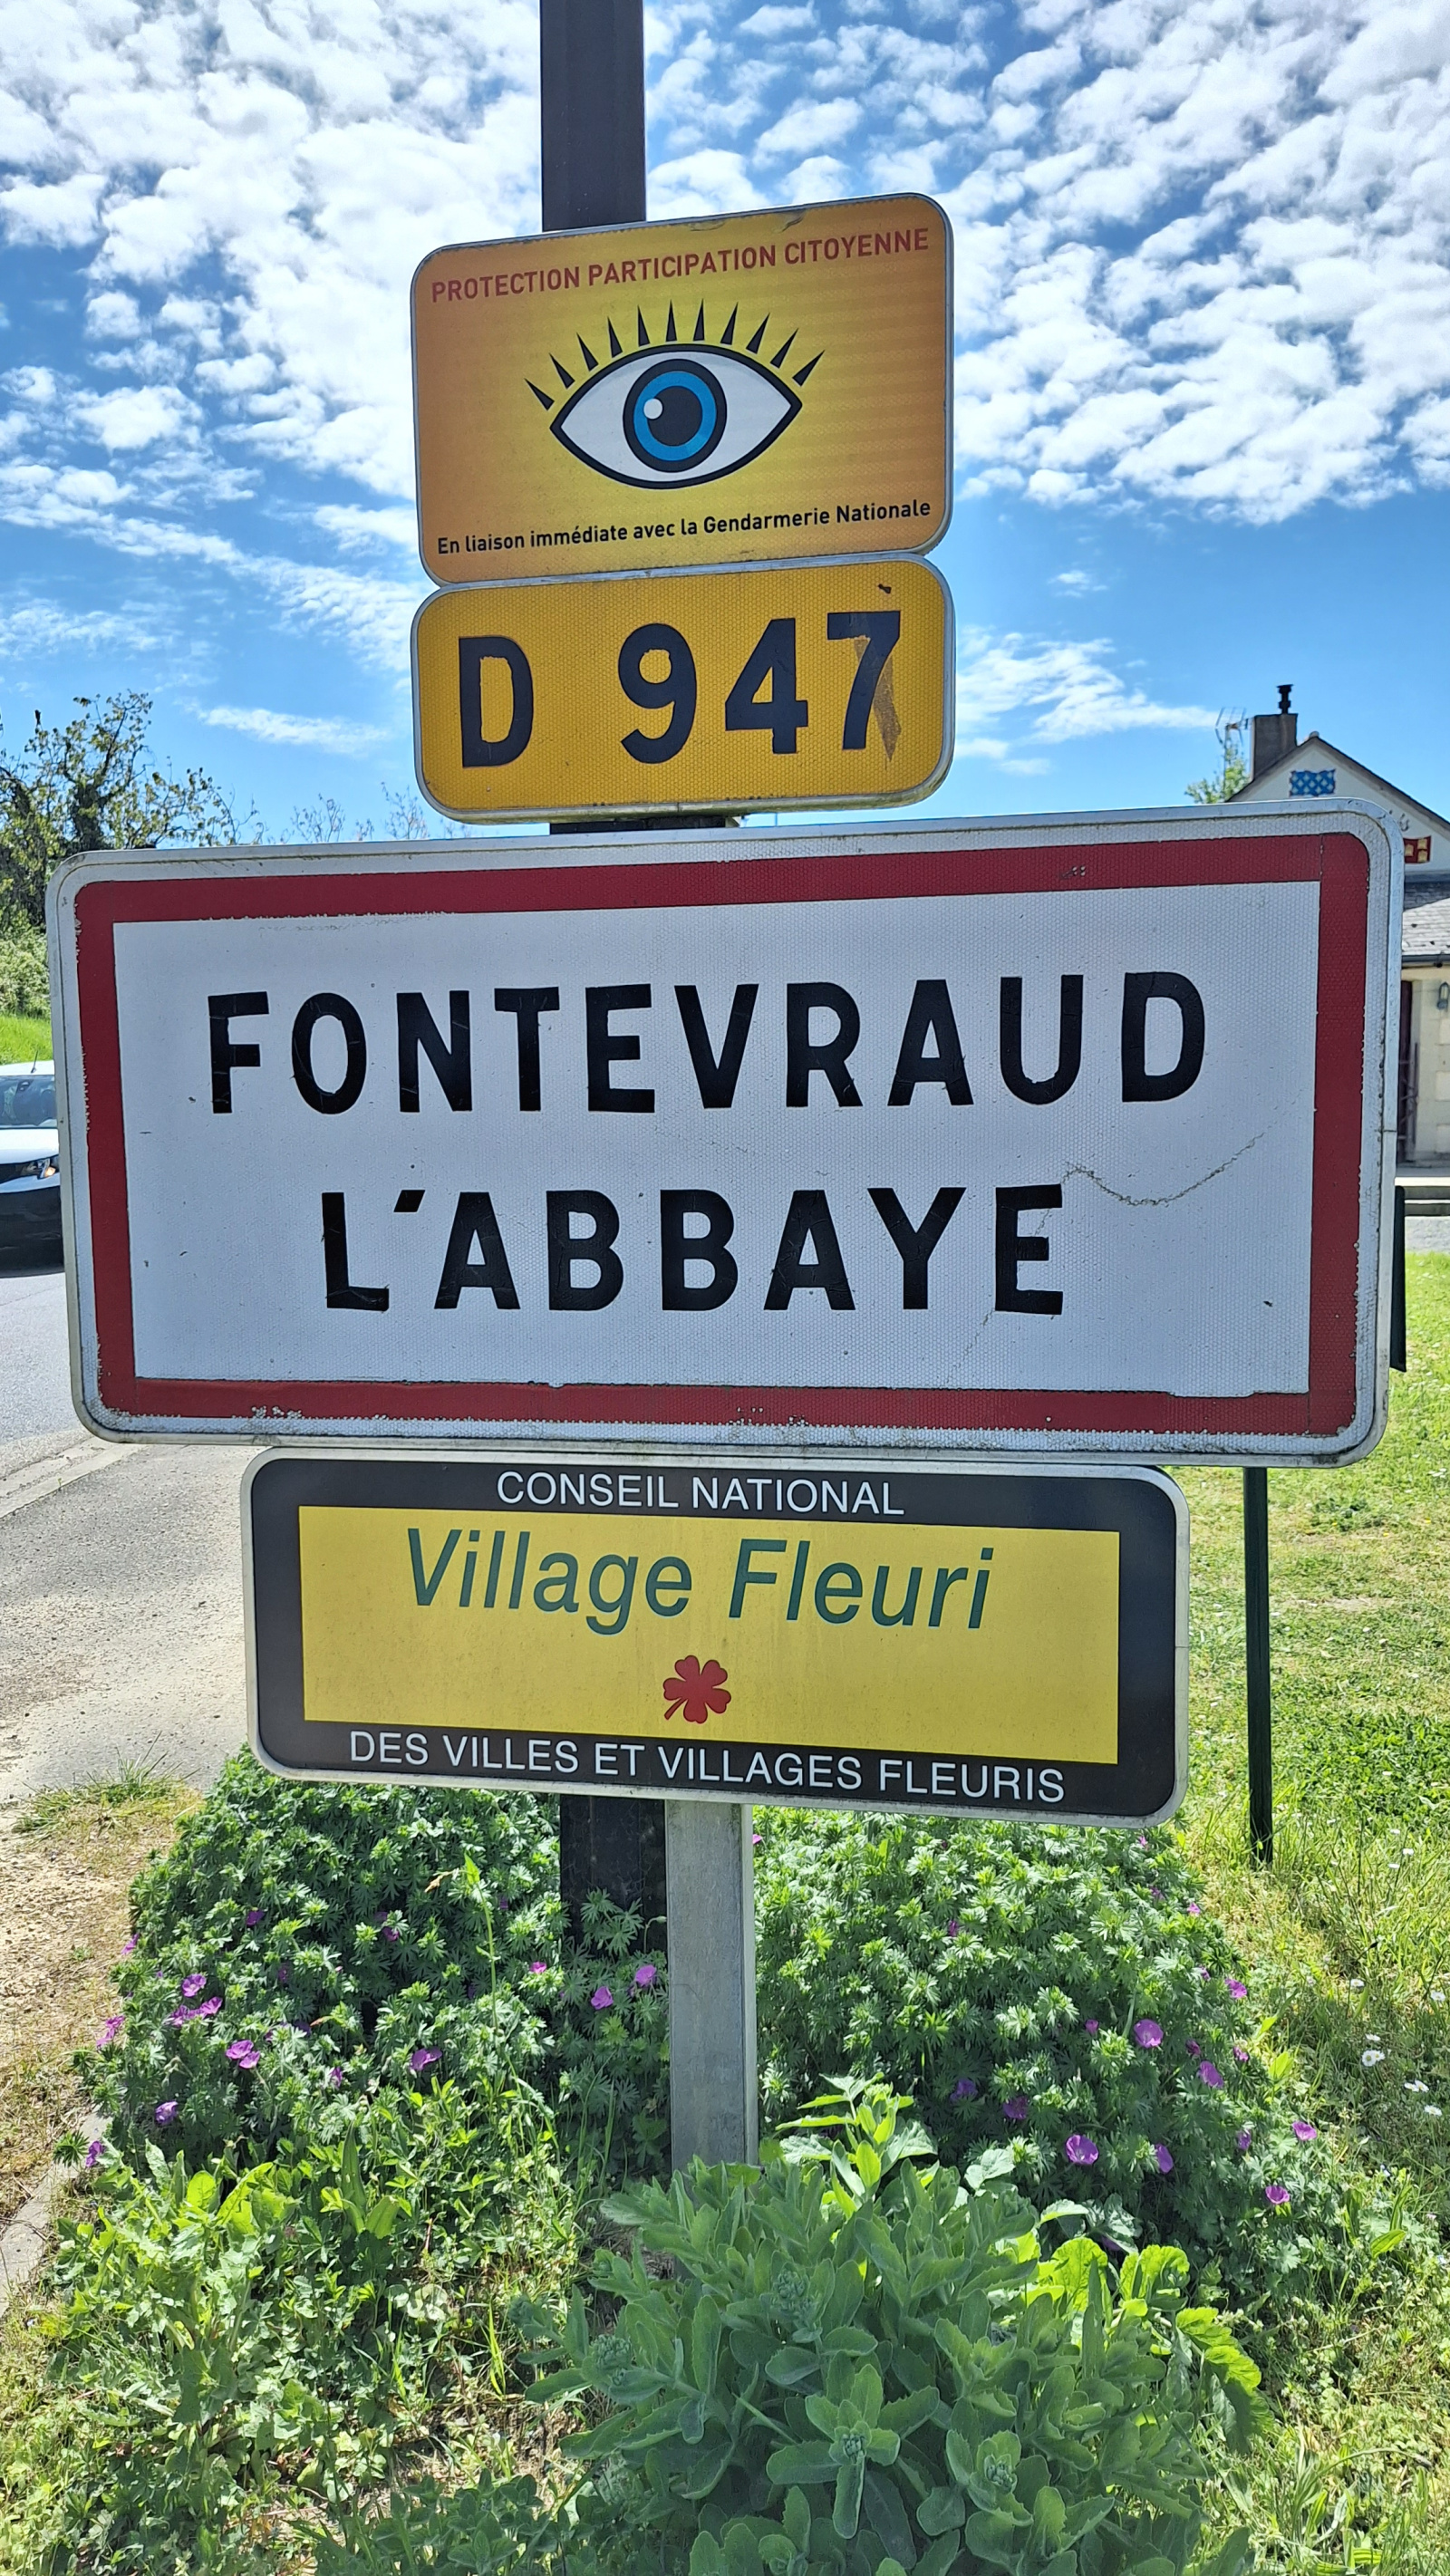 PROTECTION PARTICIPATION CITOYENNE
En liaison immédiate avec la Gendarmerie Nationale
D 947
FONTEVRAUD
L'ABBAYE
CONSEIL NATIONAL
Village Fleuri
DES VILLES ET VILLAGES FLEURIS